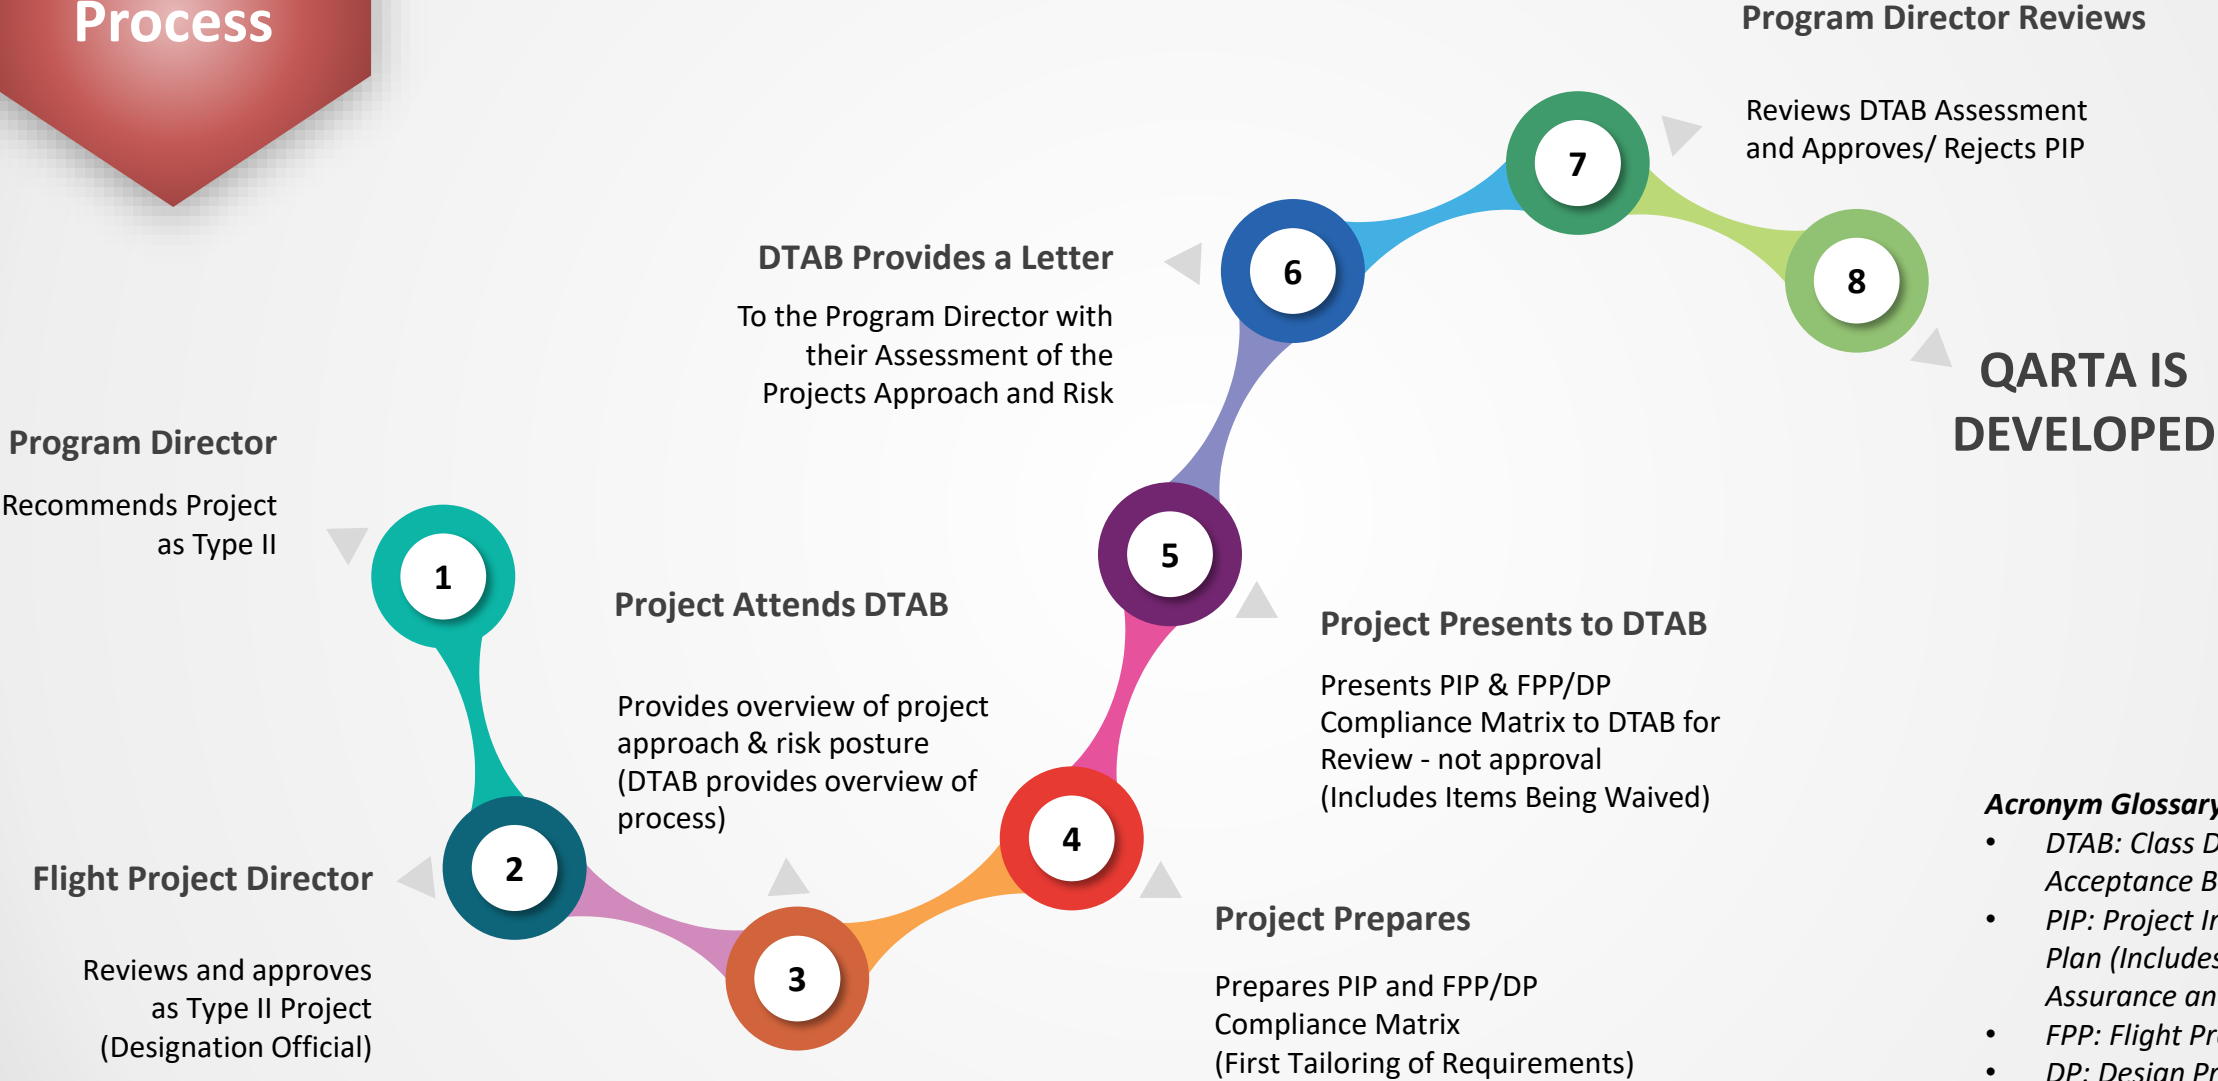 Process
1
Program Director
Recommends Project
as Type II
2
Flight Project Director
Reviews and approves
as Type II Project
(Designation Official)
3
Project Attends DTAB
Provides overview of project
approach & risk posture
(DTAB provides overview of
process)
4
Project Prepares
Prepares PIP and FPP/DP
Compliance Matrix
(First Tailoring of Requirements)
5
Project Presents to DTAB
Presents PIP & FPP/DP
Compliance Matrix to DTAB for
Review - not approval
(Includes Items Being Waived)
6
DTAB Provides a Letter
To the Program Director with
their Assessment of the
Projects Approach and Risk
7
Program Director Reviews
Reviews DTAB Assessment
and Approves/ Rejects PIP
8
QARTA IS
DEVELOPED
Acronym Glossary
• DTAB: Class D
Acceptance B
• PIP: Project
Plan (Includes
Assurance an
• FPP: Flight
• DP: Design